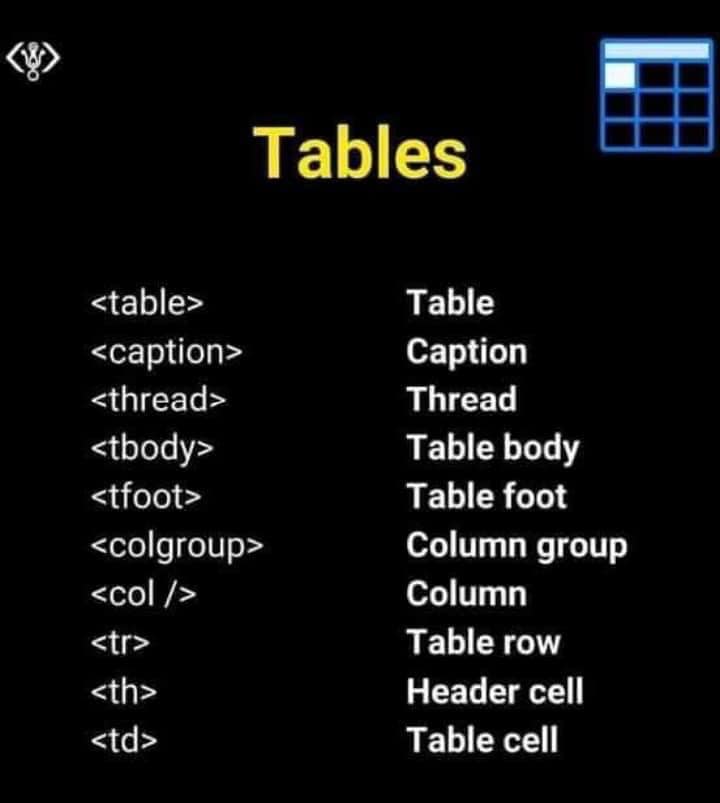 Tables
<table> Table
<caption> Caption
<thread> Thread
<tbody> Table body
<tfoot> Table foot
<colgroup> Column group
<col /> Column
<tr> Table row
<th> Header cell
<td> Table cell